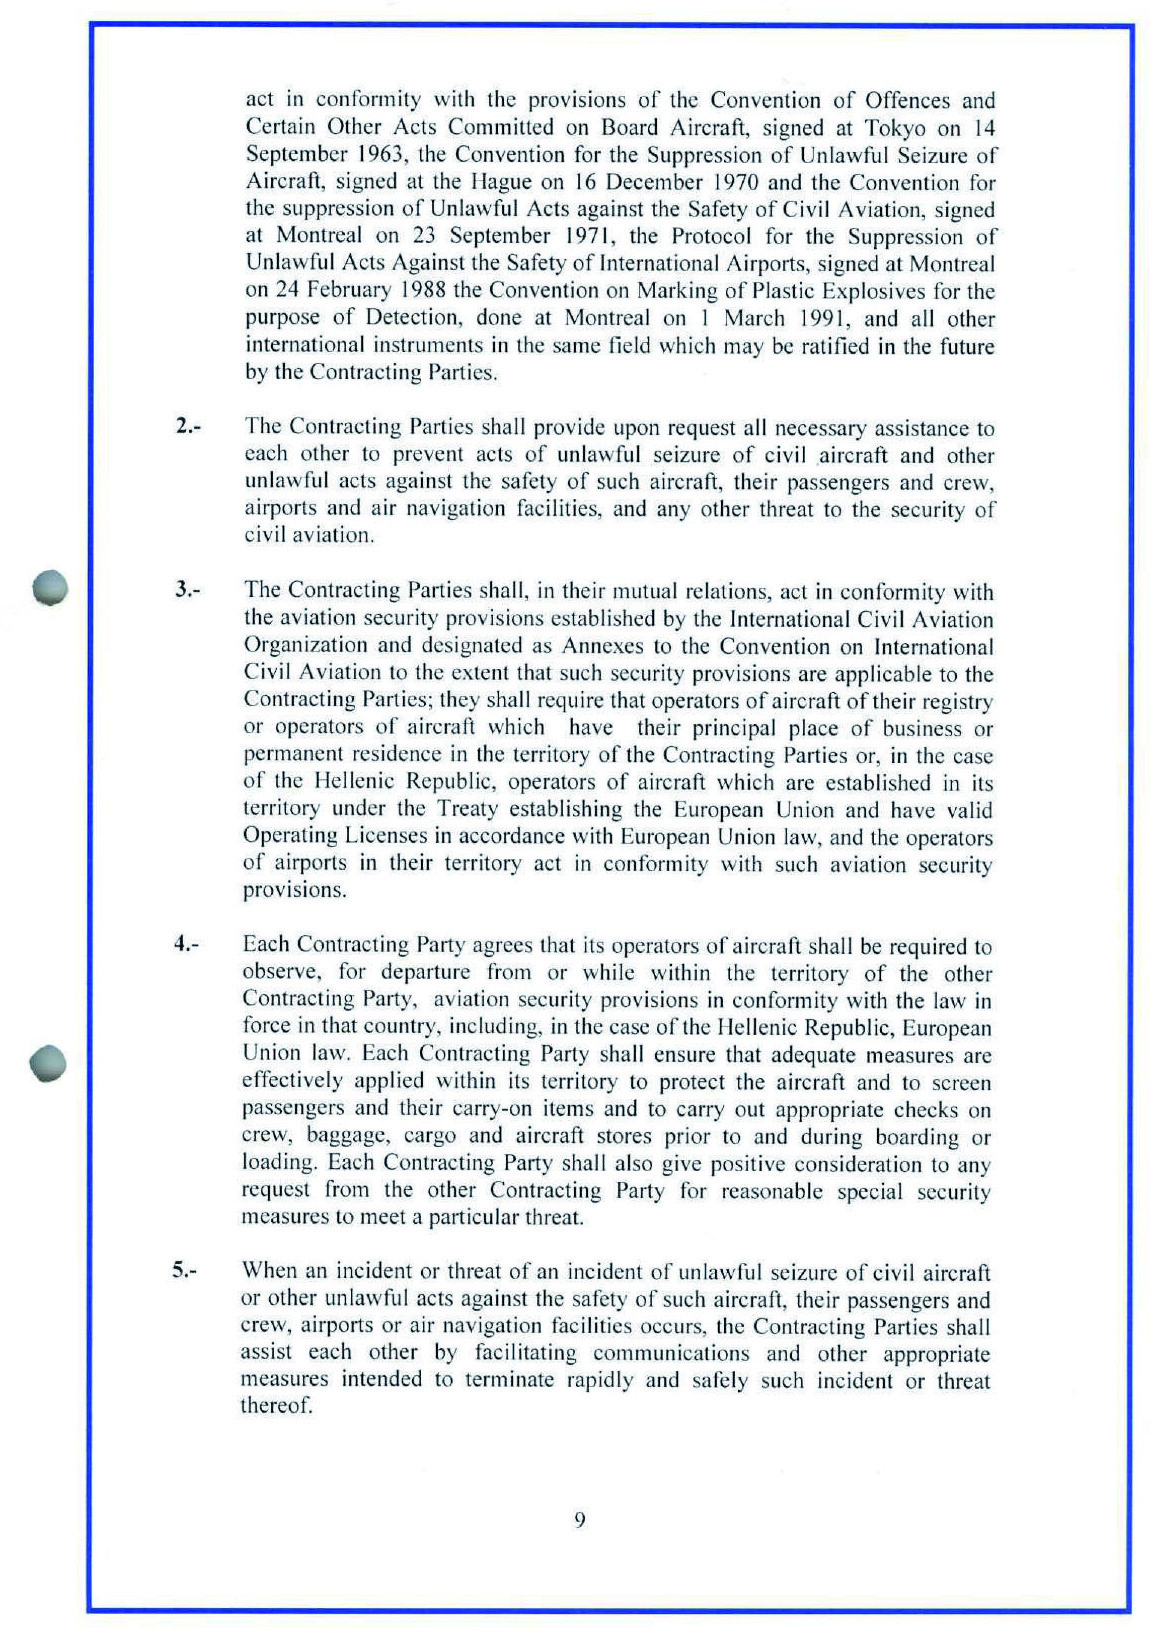 act in conformity with the provisions of the Convention of Offences and
Certain Other Acts Committed on Board Aircraft, signed at Tokyo on 14
September 1963, the Convention for the Suppression of Unlawful Seizure of
Aircraft, signed at the Hague on 16 December 1970 and the Convention for
the suppression of Unlawful Acts against the Safety of Civil Aviation, signed
at Montreal on 23 September 1971, the Protocol for the Suppression of
Unlawful Acts Against the Safety of International Airports, signed at Montreal
on 24 February 1988 the Convention on Marking of Plastic Explosives for the
purpose of Detection, done at Montreal on 1 March 1991, and all other
international instruments in the same field which may be ratified in the future
by the Contracting Parties.
2.- The Contracting Parties shall provide upon request all necessary assistance to
each other to prevent acts of unlawful seizure of civil aircraft and other
unlawful acts against the safety of such aircraft, their passengers and crew,
airports and air navigation facilities, and any other threat to the security of
civil aviation.
3.- The Contracting Parties shall, in their mutual relations, act in conformity with
the aviation security provisions established by the International Civil Aviation
Organization and designated as Annexes to the Convention on International
Civil Aviation to the extent that such security provisions are applicable to the
Contracting Parties; they shall require that operators of aircraft of their registry
or operators of aircraft which have their principal place of business or
permanent residence in the territory of the Contracting Parties or, in the case
of the Hellenic Republic, operators of aircraft which are established in its
territory under the Treaty establishing the European Union and have valid
Operating Licenses in accordance with European Union law, and the operators
of airports in their territory act in conformity with such aviation security
provisions.
4.- Each Contracting Party agrees that its operators of aircraft shall be required to
observe, for departure from or while within the territory of the other
Contracting Party, aviation security provisions in conformity with the law in
force in that country, including, in the case of the Hellenic Republic, European
Union law. Each Contracting Party shall ensure that adequate measures are
effectively applied within its territory to protect the aircraft and to screen
passengers and their carry-on items and to carry out appropriate checks on
crew, baggage, cargo and aircraft stores prior to and during boarding or
loading. Each Contracting Party shall also give positive consideration to any
request from the other Contracting Party for reasonable special security
measures to meet a particular threat.
5.- When an incident or threat of an incident of unlawful seizure of civil aircraft
or other unlawful acts against the safety of such aircraft, their passengers and
crew, airports or air navigation facilities occurs, the Contracting Parties shall
assist each other by facilitating communications and other appropriate
measures intended to terminate rapidly and safely such incident or threat
thereof.
9